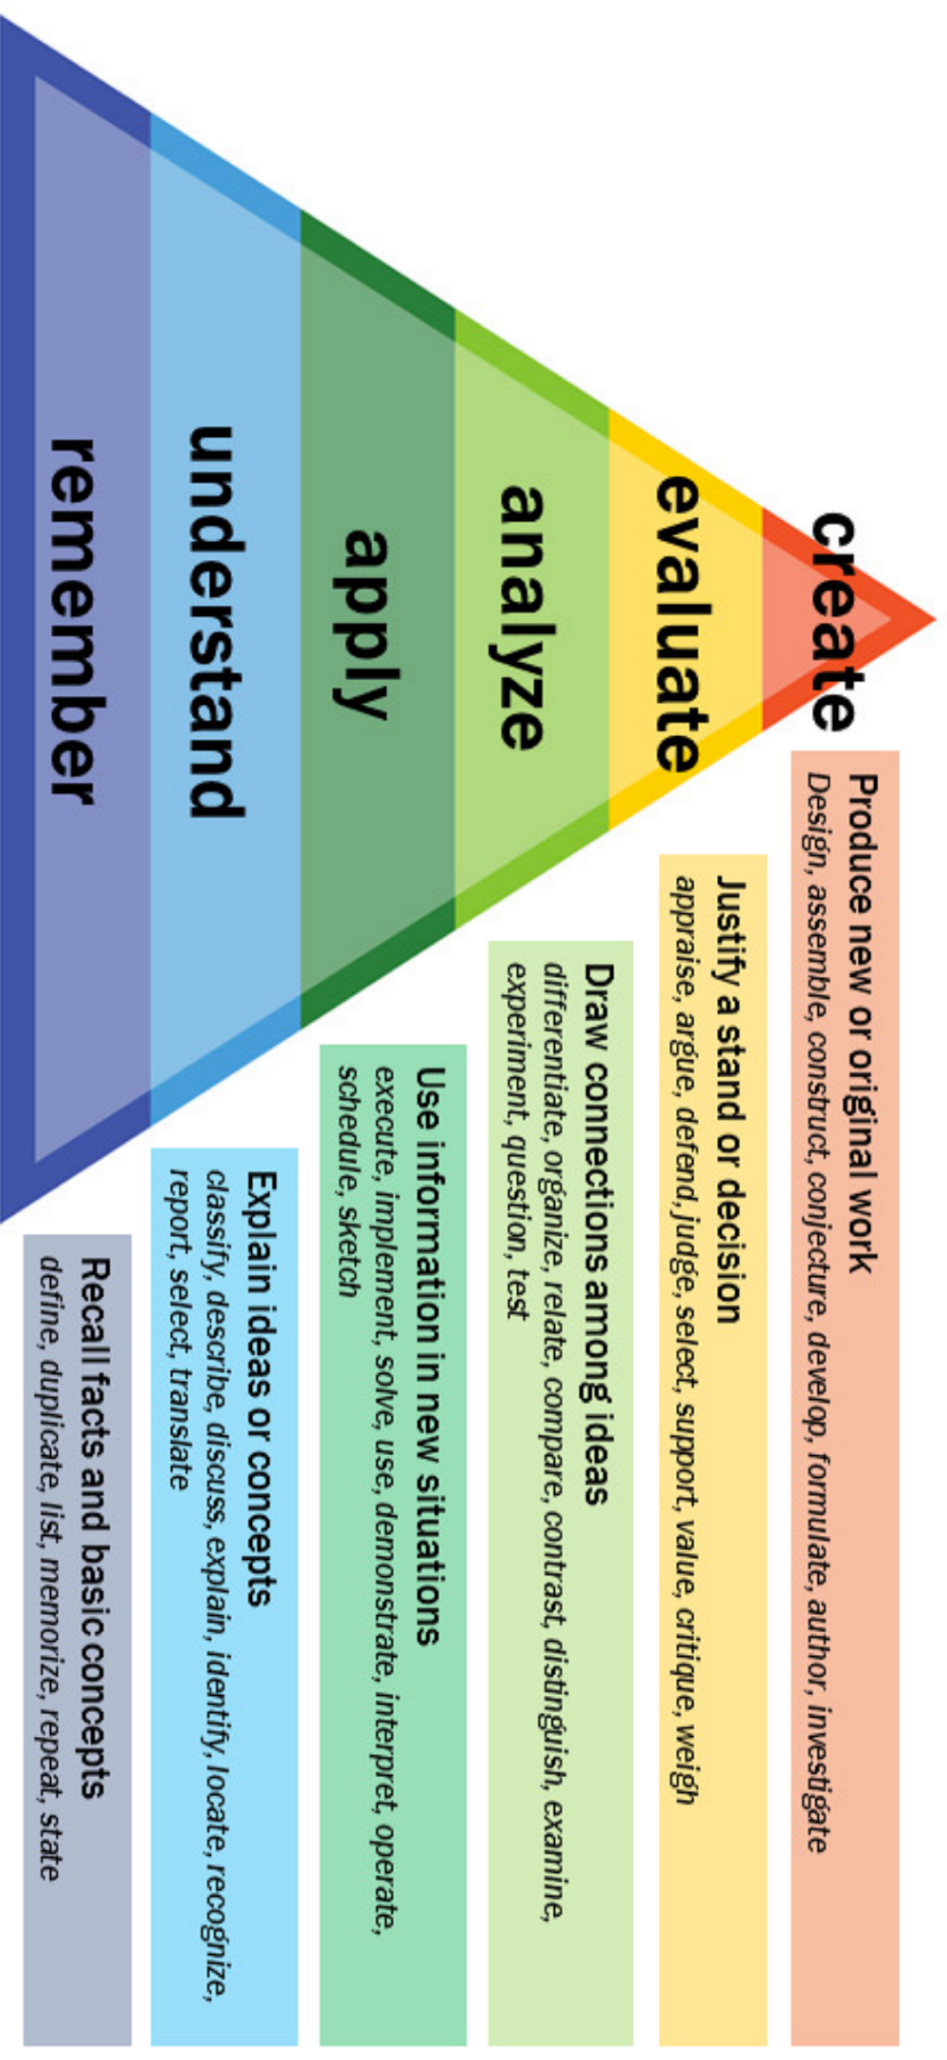 create
Produce new or original work
Design, assemble, construct, conjecture, develop, formulate, author, investigate
evaluate
Justify a stand or decision
appraise, argue, defend, judge, select, support, value, critique, weigh
analyze
Draw connections among ideas
differentiate, organize, relate, compare, contrast, distinguish, examine,
experiment, question, test
apply
Use information in new situations
execute, implement, solve, use, demonstrate, interpret, operate,
schedule, sketch
understand
Explain ideas or concepts
classify, describe, discuss, explain, identify, locate, recognize,
report, select, translate
remember
Recall facts and basic concepts
define, duplicate, list, memorize, repeat, state